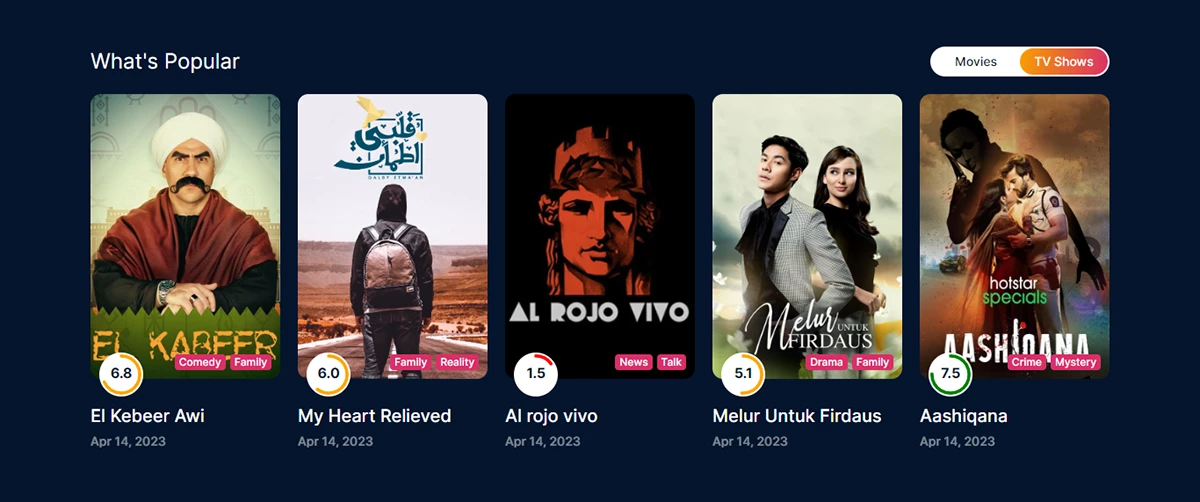 What's Popular
Movies
TV Shows
EL KABEER
Comedy
Family
6.8
El Kebeer Awi
Apr 14, 2023
قلبي
اطمأن
QALBY ETMA'AN
Family
Reality
6.0
My Heart Relieved
Apr 14, 2023
AL ROJO VIVO
News
Talk
1.5
Al rojo vivo
Apr 14, 2023
Melur UNTUK
FIRDAUS
Drama
Family
5.1
Melur Untuk Firdaus
Apr 14, 2023
hotstar
specials
AASHIQANA
Crime
Mystery
7.5
Aashiqana
Apr 14, 2023